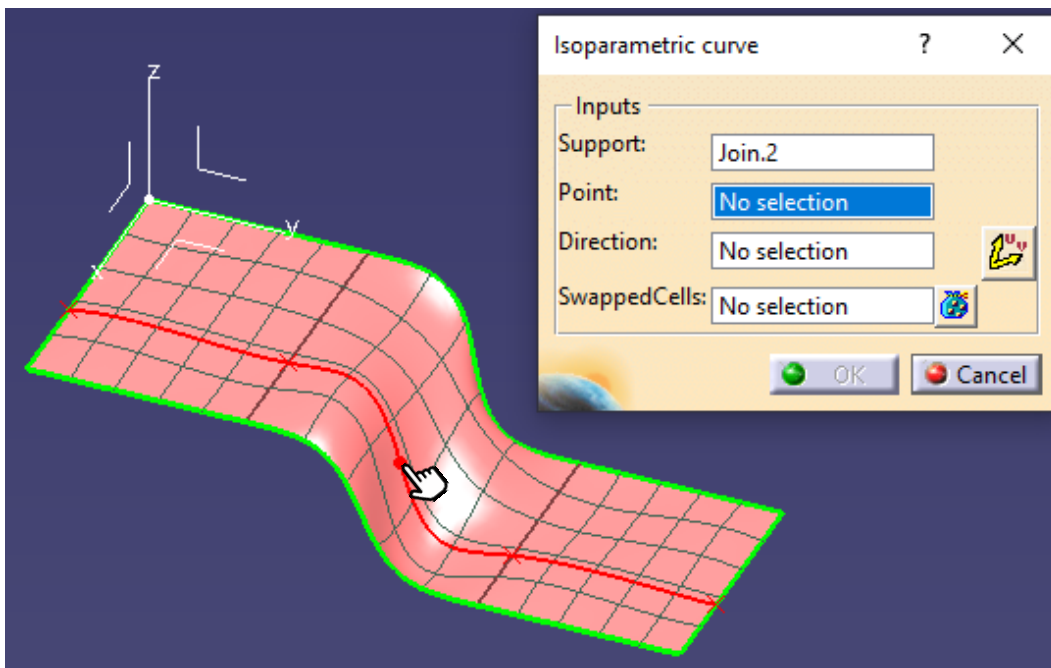 Isoparametric curve ?
Inputs
Support: Join.2
Point: No selection
Direction: No selection
SwappedCells: No selection
OK Cancel
z
y
x
u v